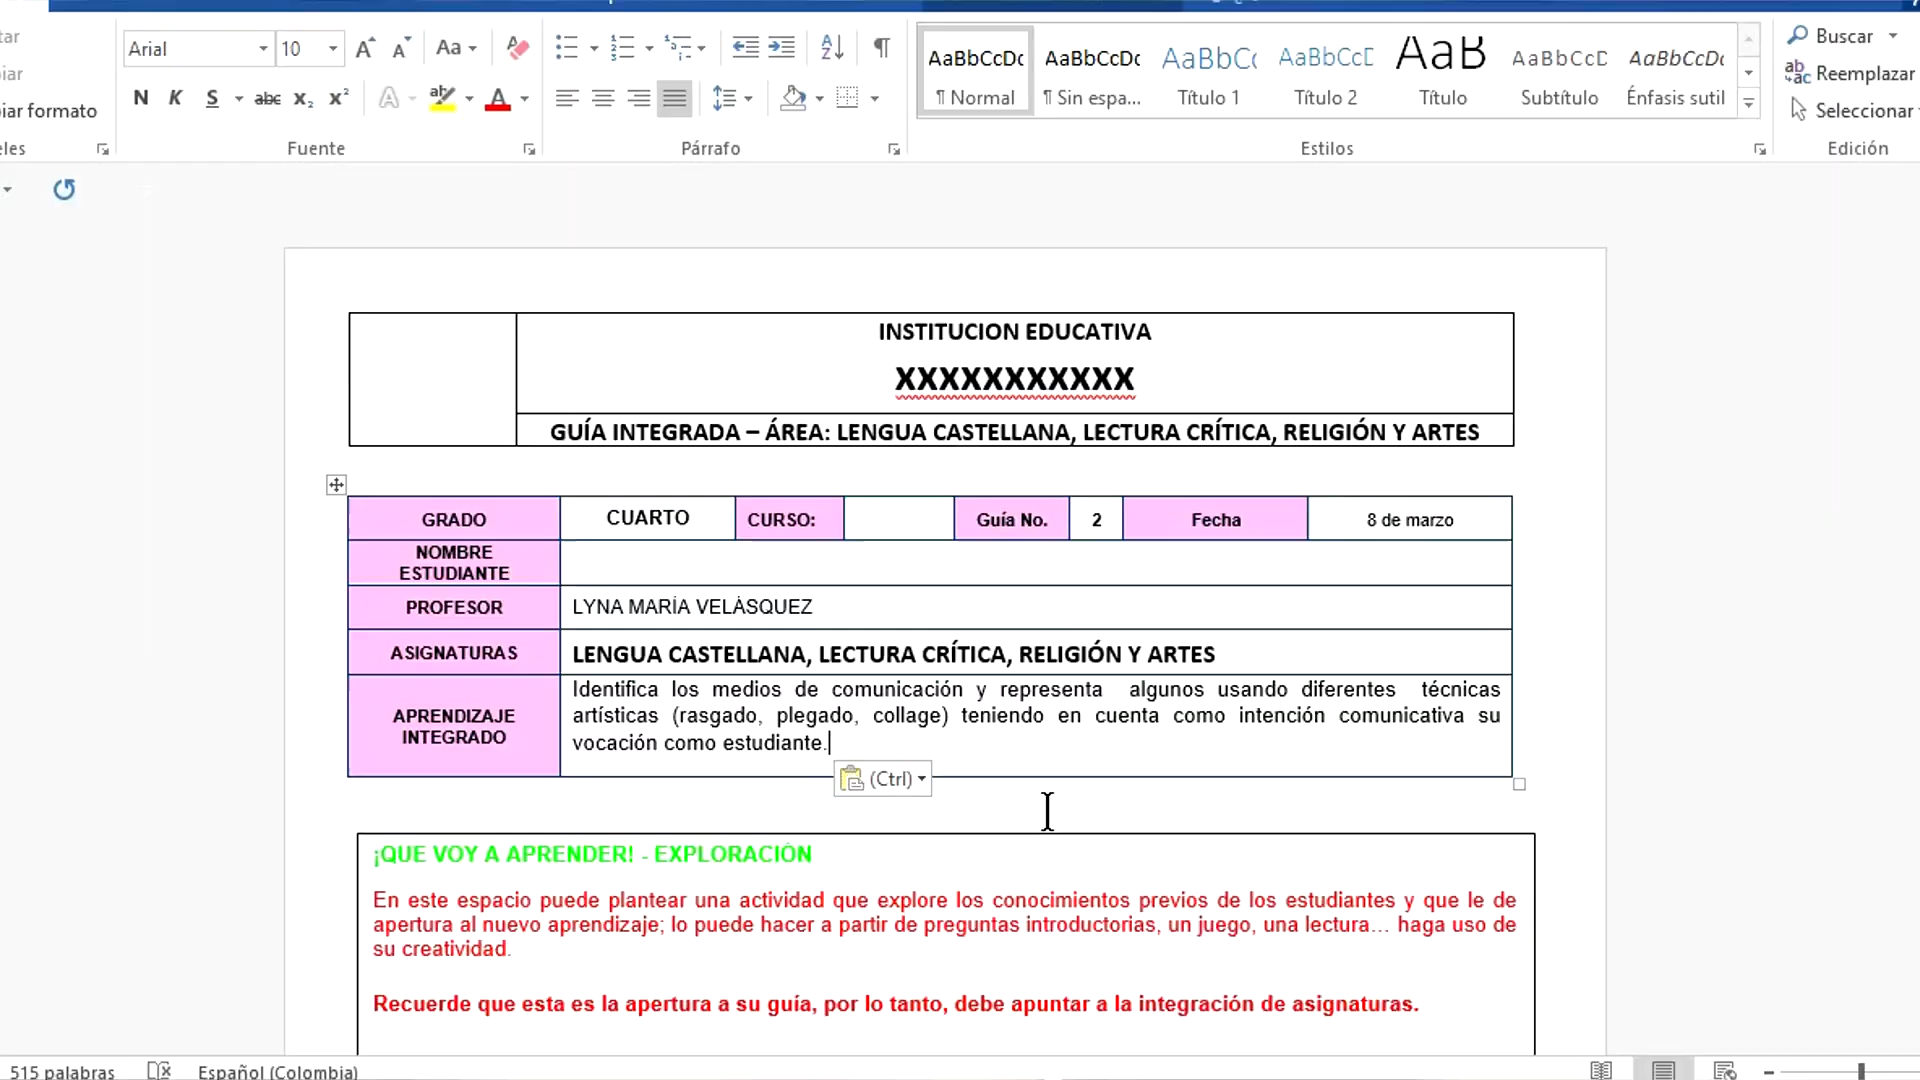 tar
Arial 10 Aa
AaBbCcDc AaBbCcDc AaBbCc AaBbCcD AaB AaBbCcD AaBbCcDc
Buscar
iar
Reemplazar
iar formato
N K S abc x₂ x² A ab A
¶ Normal ¶ Sin espa... Título 1 Título 2 Título Subtítulo Énfasis sutil
Seleccionar
les Fuente Párrafo Estilos Edición
INSTITUCION EDUCATIVA
XXXXXXXXXXX
GUÍA INTEGRADA – ÁREA: LENGUA CASTELLANA, LECTURA CRÍTICA, RELIGIÓN Y ARTES
GRADO CUARTO CURSO: Guía No. 2 Fecha 8 de marzo
NOMBRE
ESTUDIANTE
PROFESOR LYNA MARÍA VELÁSQUEZ
ASIGNATURAS LENGUA CASTELLANA, LECTURA CRÍTICA, RELIGIÓN Y ARTES
APRENDIZAJE
INTEGRADO
Identifica los medios de comunicación y representa algunos usando diferentes técnicas
artísticas (rasgado, plegado, collage) teniendo en cuenta como intención comunicativa su
vocación como estudiante.
(Ctrl)
¡QUE VOY A APRENDER! - EXPLORACIÓN
En este espacio puede plantear una actividad que explore los conocimientos previos de los estudiantes y que le de
apertura al nuevo aprendizaje; lo puede hacer a partir de preguntas introductorias, un juego, una lectura… haga uso de
su creatividad.
Recuerde que esta es la apertura a su guía, por lo tanto, debe apuntar a la integración de asignaturas.
515 palabras Español (Colombia)